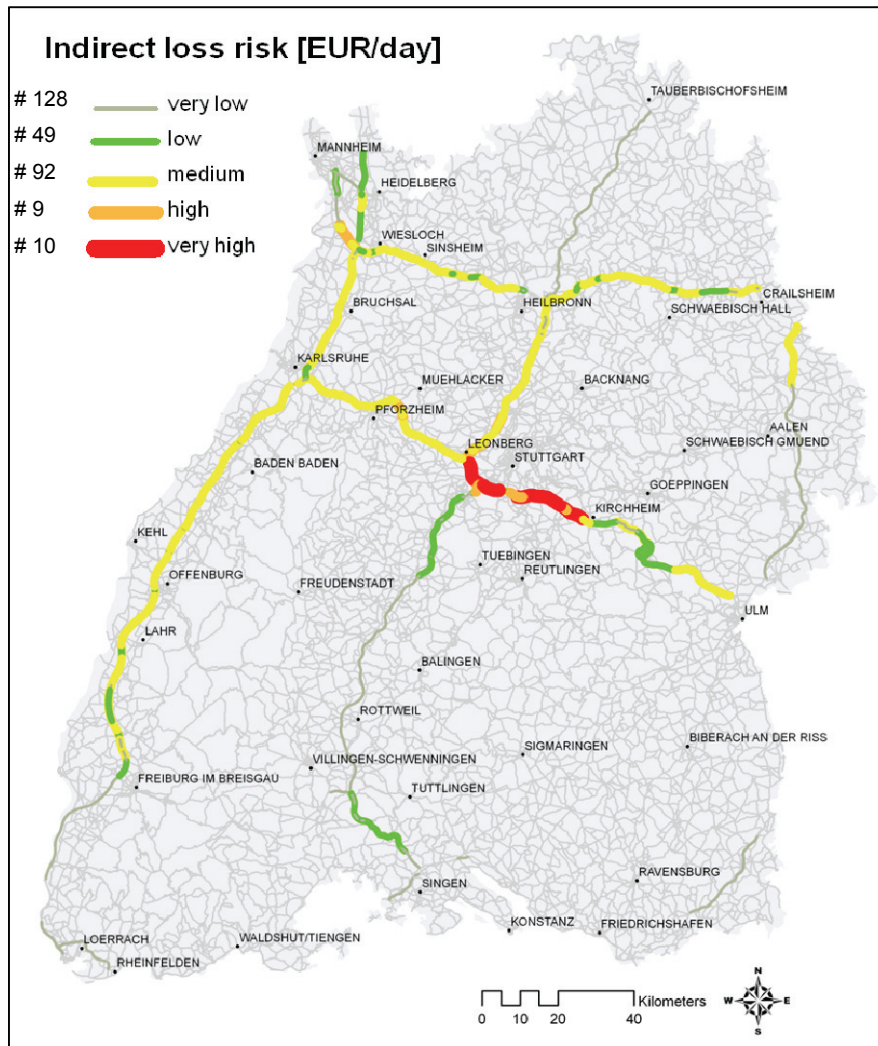 Indirect loss risk [EUR/day]
# 128 very low
# 49 low
# 92 medium
# 9 high
# 10 very high
TAUBERBISCHOFSHEIM
MANNHEIM
HEIDELBERG
WIESLOCH
SINSHEIM
CRAILSHEIM
BRUCHSAL
HEILBRONN
SCHWAEBISCH HALL
KARLSRUHE
MUEHLACKER
BACKNANG
PFORZHEIM
AALEN
LEONBERG
SCHWAEBISCH GMUEND
STUTTGART
BADEN BADEN
GOEPPINGEN
KIRCHHEIM
KEHL
TUEBINGEN
REUTLINGEN
OFFENBURG
FREUDENSTADT
ULM
LAHR
BALINGEN
ROTTWEIL
BIBERACH AN DER RISS
SIGMARINGEN
VILLINGEN-SCHWENNINGEN
FREIBURG IM BREISGAU
TUTTLINGEN
RAVENSBURG
SINGEN
KONSTANZ
FRIEDRICHSHAFEN
LOERRACH
WALDSHUT/TIENGEN
RHEINFELDEN
Kilometers
0 10 20 40
N
W E
S